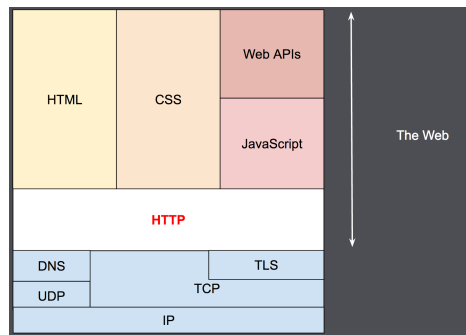 Web APIs
HTML
CSS
The Web
JavaScript
HTTP
DNS
TLS
TCP
UDP
IP